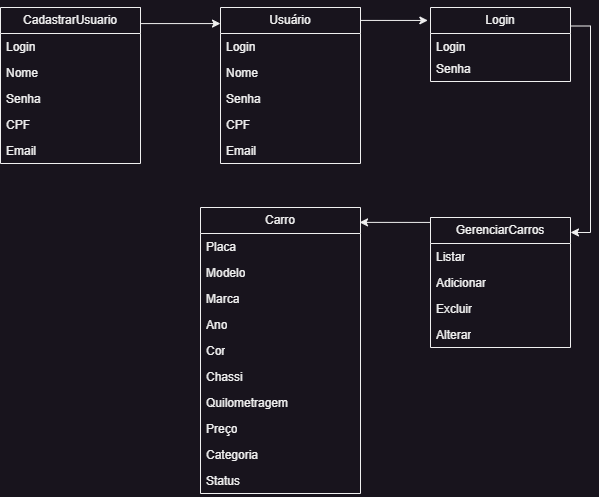 CadastrarUsuario
Login
Nome
Senha
CPF
Email
Usuário
Login
Nome
Senha
CPF
Email
Login
Login
Senha
Carro
Placa
Modelo
Marca
Ano
Cor
Chassi
Quilometragem
Preço
Categoria
Status
GerenciarCarros
Listar
Adicionar
Excluir
Alterar